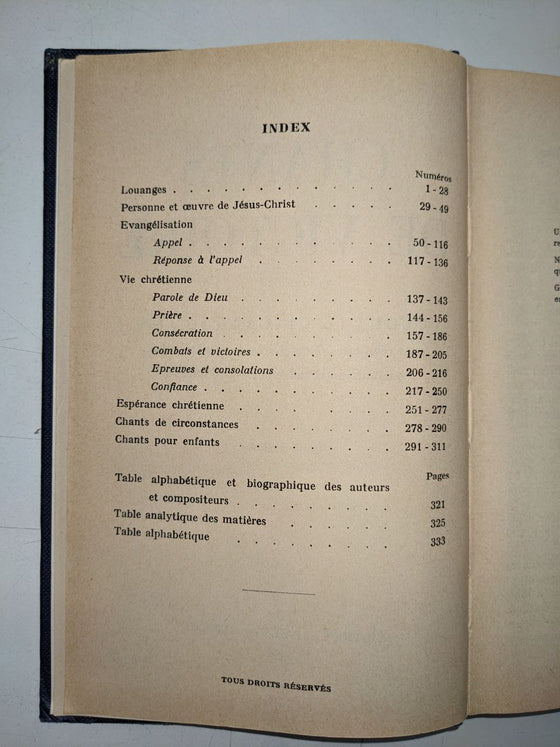 INDEX
Numéros
Louanges . . . . . . . . . . . . . 1 - 28
Personne et œuvre de Jésus-Christ . . . . . 29 - 49
Evangélisation
Appel . . . . . . . . . . . . 50 - 116
Réponse à l'appel . . . . . . . . 117 - 136
Vie chrétienne
Parole de Dieu . . . . . . . . . 137 - 143
Prière . . . . . . . . . . . . 144 - 156
Consécration . . . . . . . . . . 157 - 186
Combats et victoires . . . . . . . . 187 - 205
Epreuves et consolations . . . . . . 206 - 216
Confiance . . . . . . . . . . . 217 - 250
Espérance chrétienne . . . . . . . . . 251 - 277
Chants de circonstances . . . . . . . . 278 - 290
Chants pour enfants . . . . . . . . . 291 - 311
Pages
Table alphabétique et biographique des auteurs
et compositeurs . . . . . . . . . 321
Table analytique des matières . . . . . . 325
Table alphabétique . . . . . . . . . 333
TOUS DROITS RÉSERVÉS